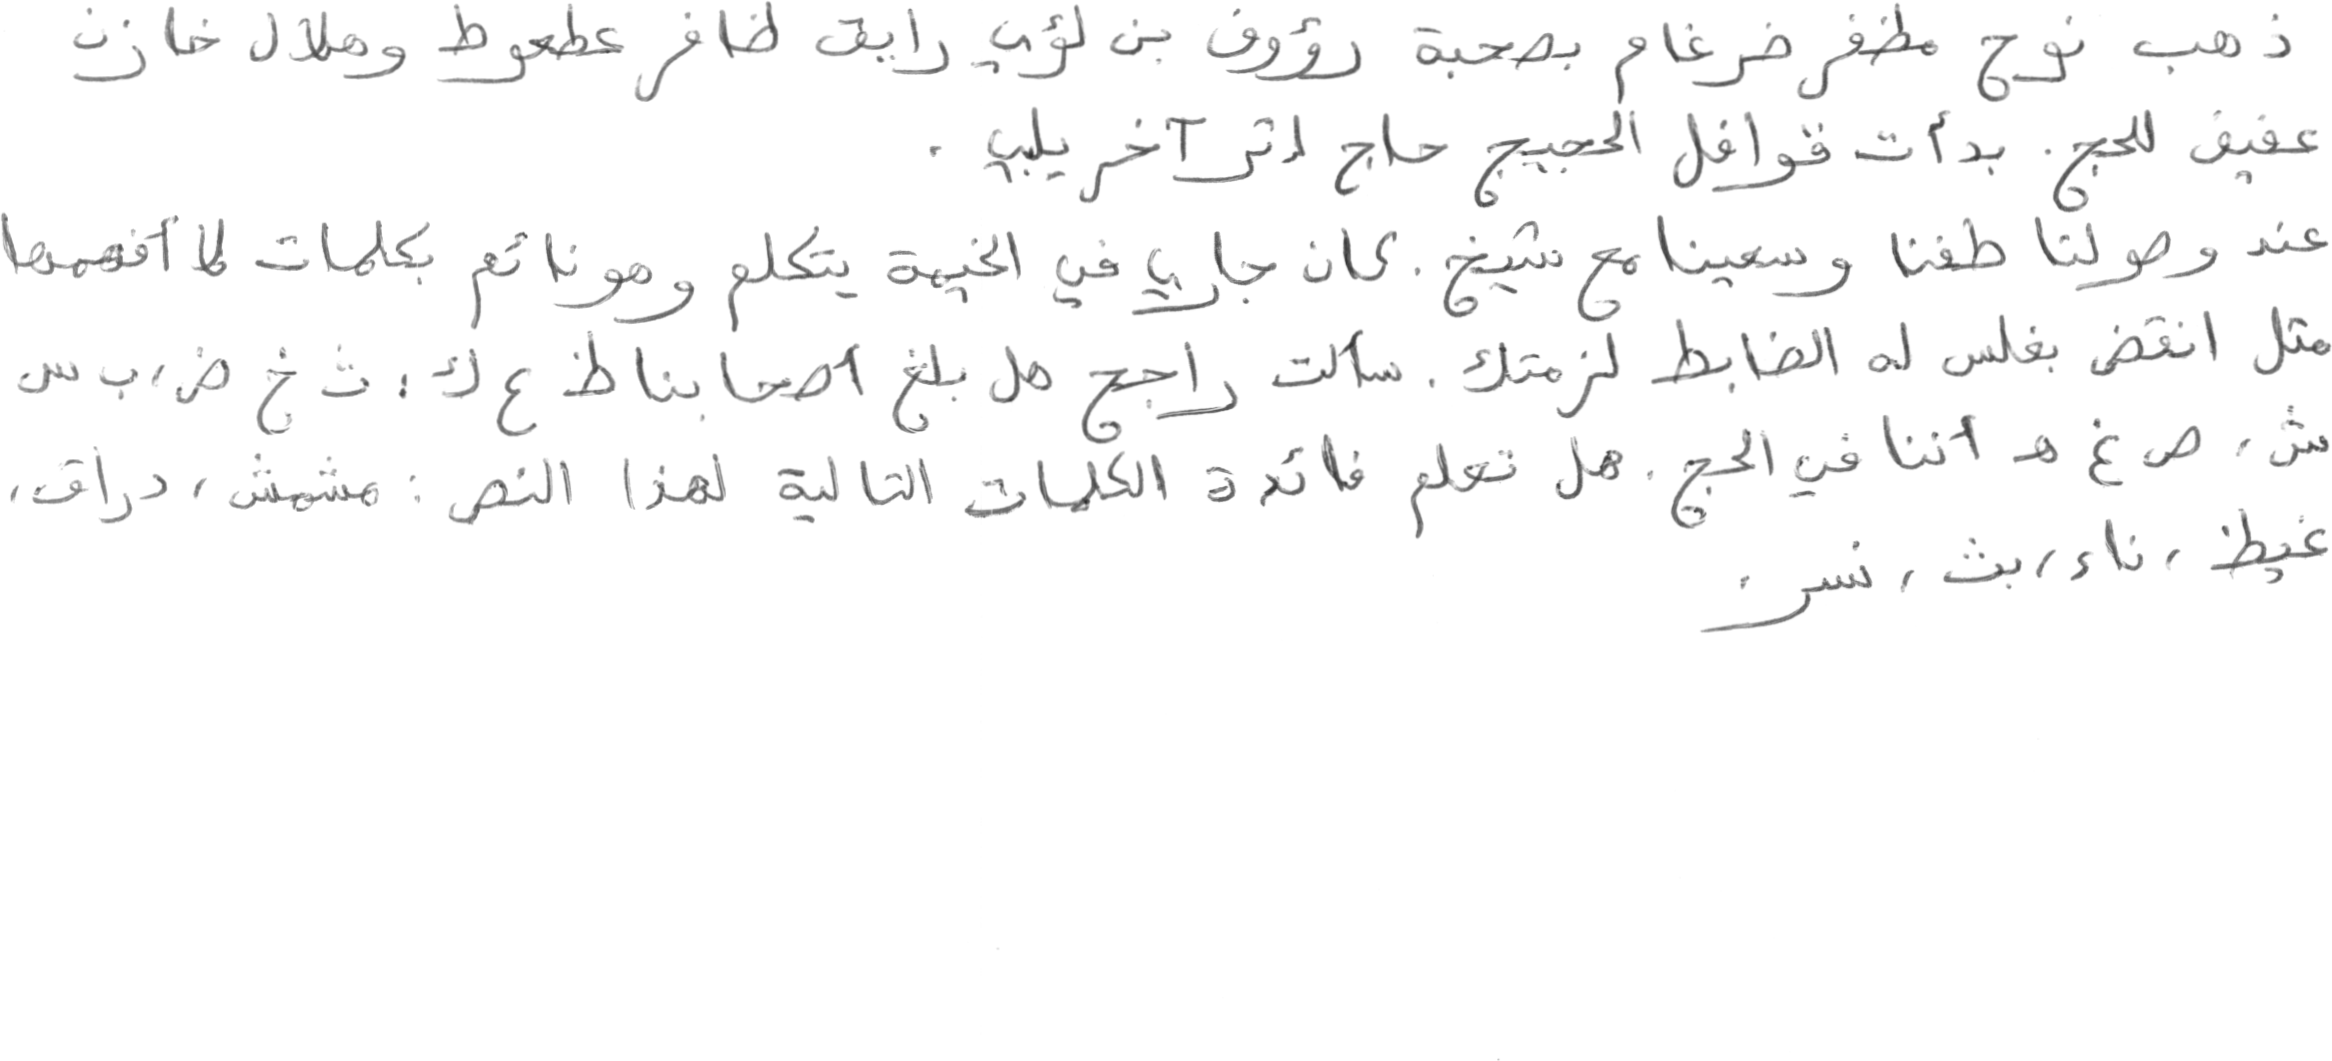 ذهب نوح مظفر ضرغام بصحبة رؤوف بن لؤي رايق ظافر عطعوط وهلال خازن
عفيف للحج. بدأت قوافل الحجيج حاج إثر آخر يلبي.
عند وصولنا طفنا وسعينا مع شيخ. كان جاري في الخيمة يتكلم وهو نائم بكلمات لا أفهمها
مثل انقض بغلس له الضابط لزمتك. سألت راجح هل بلغ أصحابنا ط ع ك: ث خ ض، ب س
ش، ص غ هـ أننا في الحج. هل تعلم فائدة الكلمات التالية لهذا النص: مشمش، دراق،
غيظ، ناء، بث، نسر.